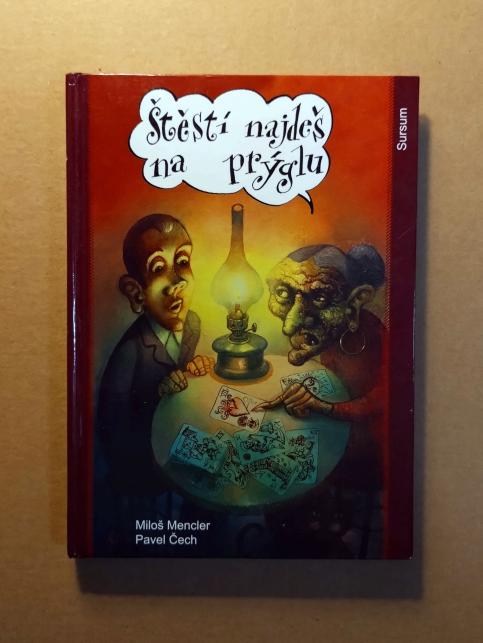 Štěstí najdeš
na prýglu
Sursum
Miloš Mencler
Pavel Čech